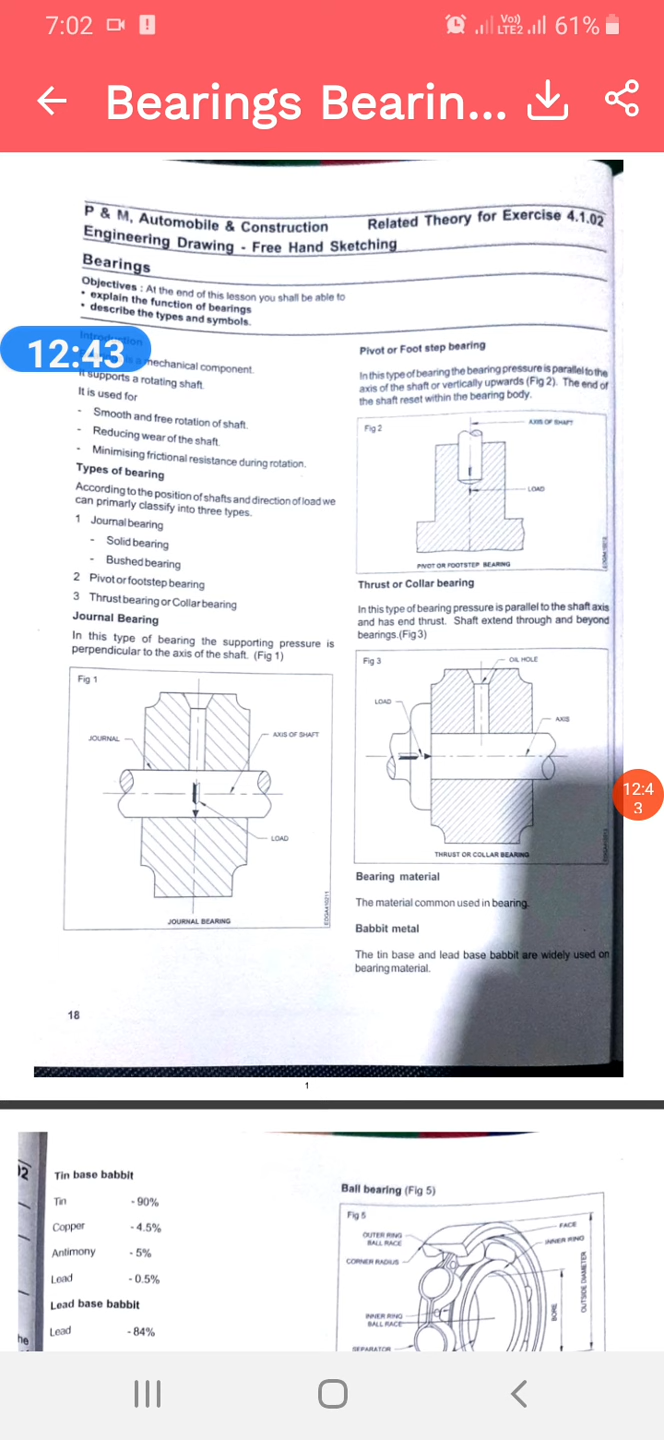 7:02
Vo))
LTE2
61%
Bearings Bearin...
P & M, Automobile & Construction
Related Theory for Exercise 4.1.02
Engineering Drawing - Free Hand Sketching
Bearings
Objectives : At the end of this lesson you shall be able to
• explain the function of bearings
• describe the types and symbols.
12:43
mechanical component.
It supports a rotating shaft.
It is used for
- Smooth and free rotation of shaft.
- Reducing wear of the shaft.
- Minimising frictional resistance during rotation.
Types of bearing
According to the position of shafts and direction of load we
can primarly classify into three types.
1 Journal bearing
- Solid bearing
- Bushed bearing
2 Pivot or footstep bearing
3 Thrust bearing or Collar bearing
Journal Bearing
In this type of bearing the supporting pressure is
perpendicular to the axis of the shaft. (Fig 1)
Fig 1
JOURNAL
AXIS OF SHAFT
LOAD
JOURNAL BEARING
18
Pivot or Foot step bearing
In this type of bearing the bearing pressure is parallel to the
axis of the shaft or vertically upwards (Fig 2). The end of
the shaft reset within the bearing body.
Fig 2
AXIS OF SHAFT
LOAD
PIVOT OR FOOTSTEP BEARING
Thrust or Collar bearing
In this type of bearing pressure is parallel to the shaft axis
and has end thrust. Shaft extend through and beyond
bearings.(Fig 3)
Fig 3
OIL HOLE
LOAD
AXIS
THRUST OR COLLAR BEARING
12:4
3
Bearing material
The material common used in bearing.
Babbit metal
The tin base and lead base babbit are widely used on
bearing material.
1
02
Tin base babbit
Tin - 90%
Copper - 4.5%
Antimony - 5%
Lead - 0.5%
Lead base babbit
Lead - 84%
he
Ball bearing (Fig 5)
Fig 5
OUTER RING
BALL RACE
CORNER RADIUS
INNER RING
BALL RACE
SEPARATOR
FACE
INNER RING
BORE
OUTSIDE DIAMETER